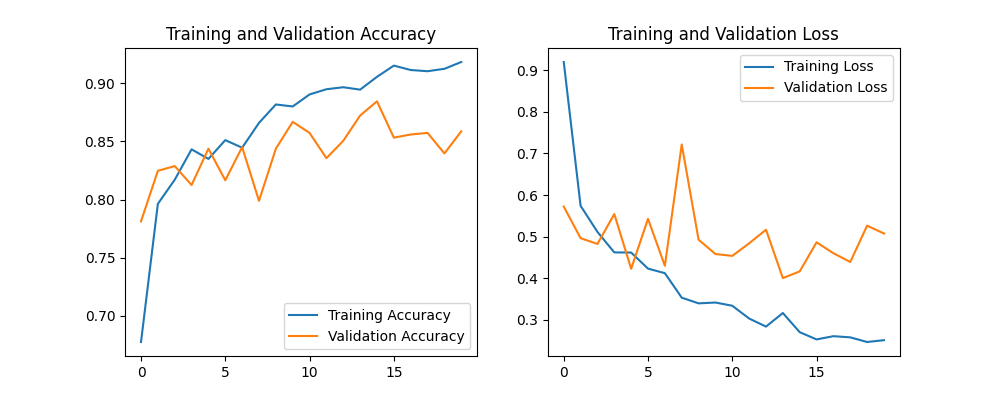 Training and Validation Accuracy
0.90
0.85
0.80
0.75
0.70
0 5 10 15
Training Accuracy
Validation Accuracy
Training and Validation Loss
0.9
0.8
0.7
0.6
0.5
0.4
0.3
0 5 10 15
Training Loss
Validation Loss